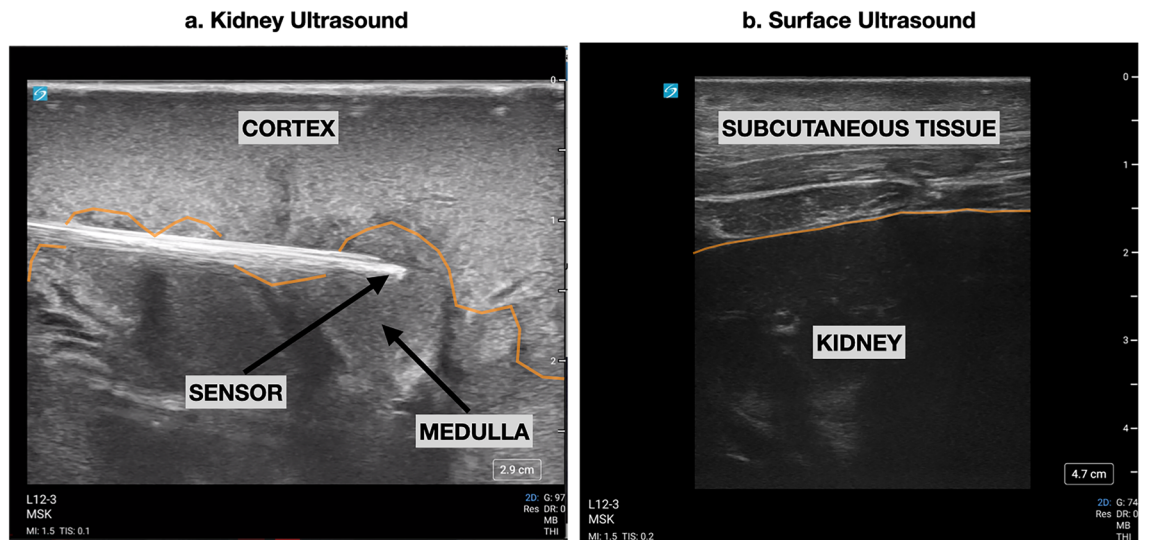 a. Kidney Ultrasound
b. Surface Ultrasound
0
CORTEX
1
SENSOR
2
MEDULLA
2.9 cm
L12-3
MSK
MI: 1.5 TIS: 0.1
2D: G: 97
Res DR: 0
MB
THI
0
SUBCUTANEOUS TISSUE
1
2
KIDNEY
3
4
4.7 cm
L12-3
MSK
MI: 1.5 TIS: 0.2
2D: G: 74
Res DR: 0
MB
THI